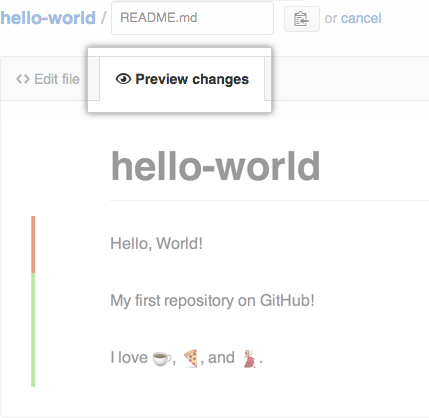 hello-world / README.md or cancel
Edit file Preview changes
hello-world
Hello, World!
My first repository on GitHub!
I love ☕, 🍕, and 💃.